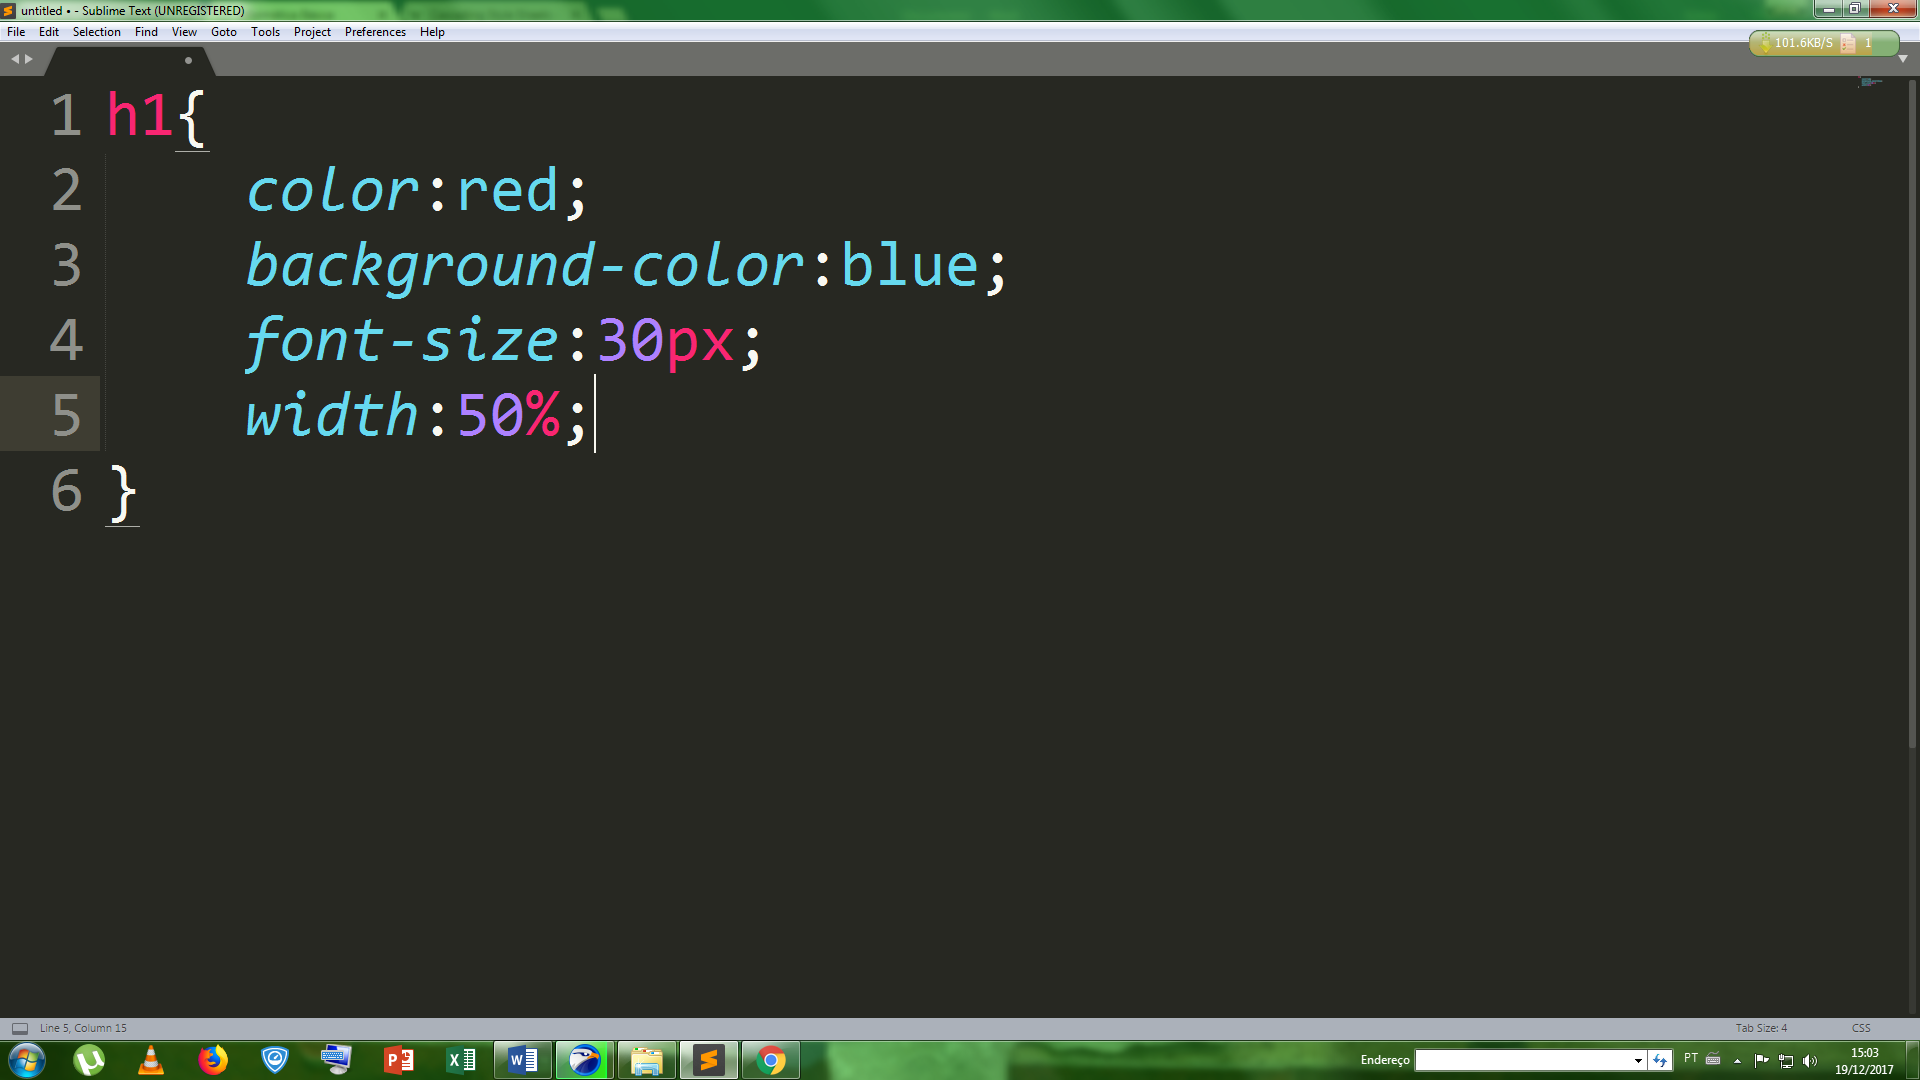 untitled • - Sublime Text (UNREGISTERED)
File Edit Selection Find View Goto Tools Project Preferences Help
101.6KB/S 1
1 h1{
2 color:red;
3 background-color:blue;
4 font-size:30px;
5 width:50%;
6 }
Line 5, Column 15
Tab Size: 4
CSS
Endereço
PT
15:03
19/12/2017